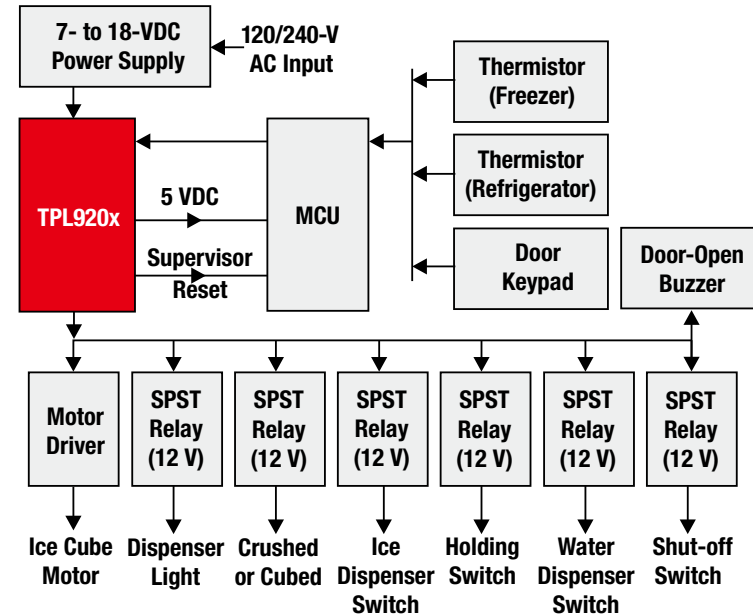 7- to 18-VDC
Power Supply
120/240-V
AC Input
Thermistor
(Freezer)
TPL920x
5 VDC
Supervisor
Reset
MCU
Thermistor
(Refrigerator)
Door
Keypad
Door-Open
Buzzer
Motor
Driver
SPST
Relay
(12 V)
SPST
Relay
(12 V)
SPST
Relay
(12 V)
SPST
Relay
(12 V)
SPST
Relay
(12 V)
SPST
Relay
(12 V)
Ice Cube
Motor
Dispenser
Light
Crushed
or Cubed
Ice
Dispenser
Switch
Holding
Switch
Water
Dispenser
Switch
Shut-off
Switch